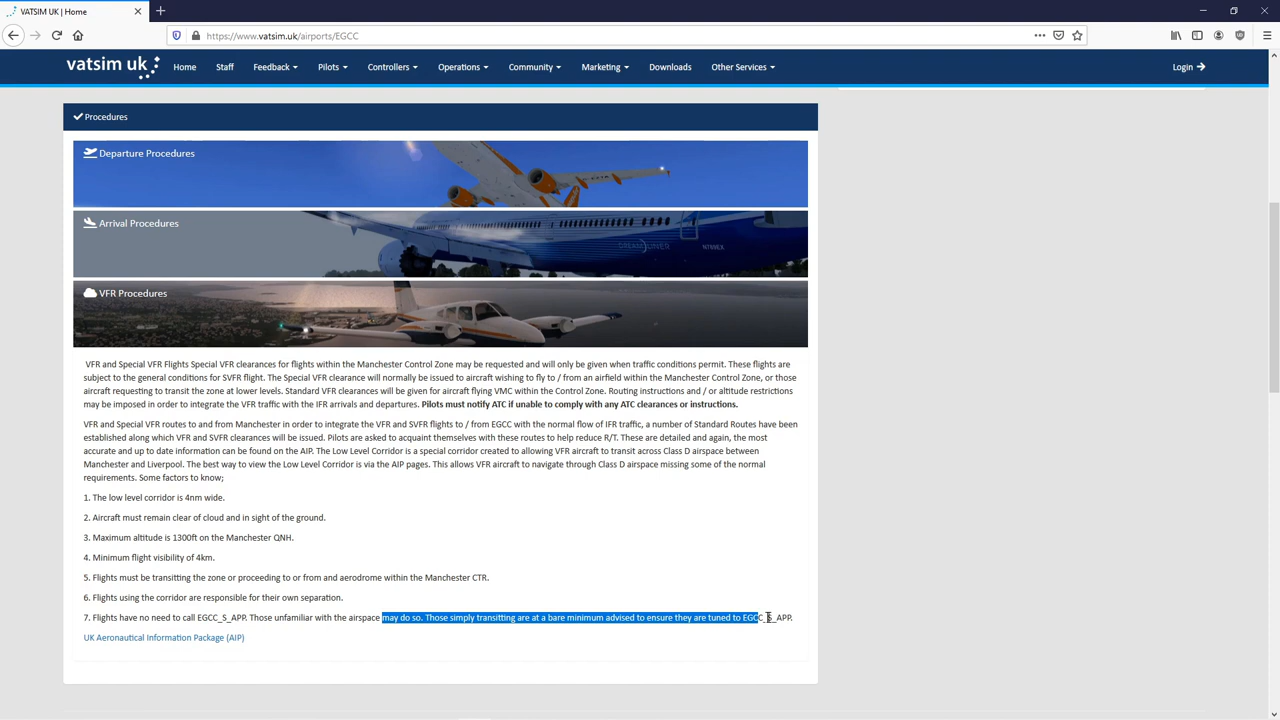 VATSIM UK | Home
https://www.vatsim.uk/airports/EGCC
vatsim uk
Home
Staff
Feedback
Pilots
Controllers
Operations
Community
Marketing
Downloads
Other Services
Login
Procedures
Departure Procedures
Arrival Procedures
DREAMLINER
N789EX
VFR Procedures
VFR and Special VFR Flights Special VFR clearances for flights within the Manchester Control Zone may be requested and will only be given when traffic conditions permit. These flights are
subject to the general conditions for SVFR flight. The Special VFR clearance will normally be issued to aircraft wishing to fly to / from an airfield within the Manchester Control Zone, or those
aircraft requesting to transit the zone at lower levels. Standard VFR clearances will be given for aircraft flying VMC within the Control Zone. Routing instructions and / or altitude restrictions
may be imposed in order to integrate the VFR traffic with the IFR arrivals and departures. Pilots must notify ATC if unable to comply with any ATC clearances or instructions.
VFR and Special VFR routes to and from Manchester in order to integrate the VFR and SVFR flights to / from EGCC with the normal flow of IFR traffic, a number of Standard Routes have been
established along which VFR and SVFR clearances will be issued. Pilots are asked to acquaint themselves with these routes to help reduce R/T. These are detailed and again, the most
accurate and up to date information can be found on the AIP. The Low Level Corridor is a special corridor created to allowing VFR aircraft to transit across Class D airspace between
Manchester and Liverpool. The best way to view the Low Level Corridor is via the AIP pages. This allows VFR aircraft to navigate through Class D airspace missing some of the normal
requirements. Some factors to know;
1. The low level corridor is 4nm wide.
2. Aircraft must remain clear of cloud and in sight of the ground.
3. Maximum altitude is 1300ft on the Manchester QNH.
4. Minimum flight visibility of 4km.
5. Flights must be transiting the zone or proceeding to or from and aerodrome within the Manchester CTR.
6. Flights using the corridor are responsible for their own separation.
7. Flights have no need to call EGCC_S_APP. Those unfamiliar with the airspace may do so. Those simply transitting are at a bare minimum advised to ensure they are tuned to EGCC_S_APP.
UK Aeronautical Information Package (AIP)